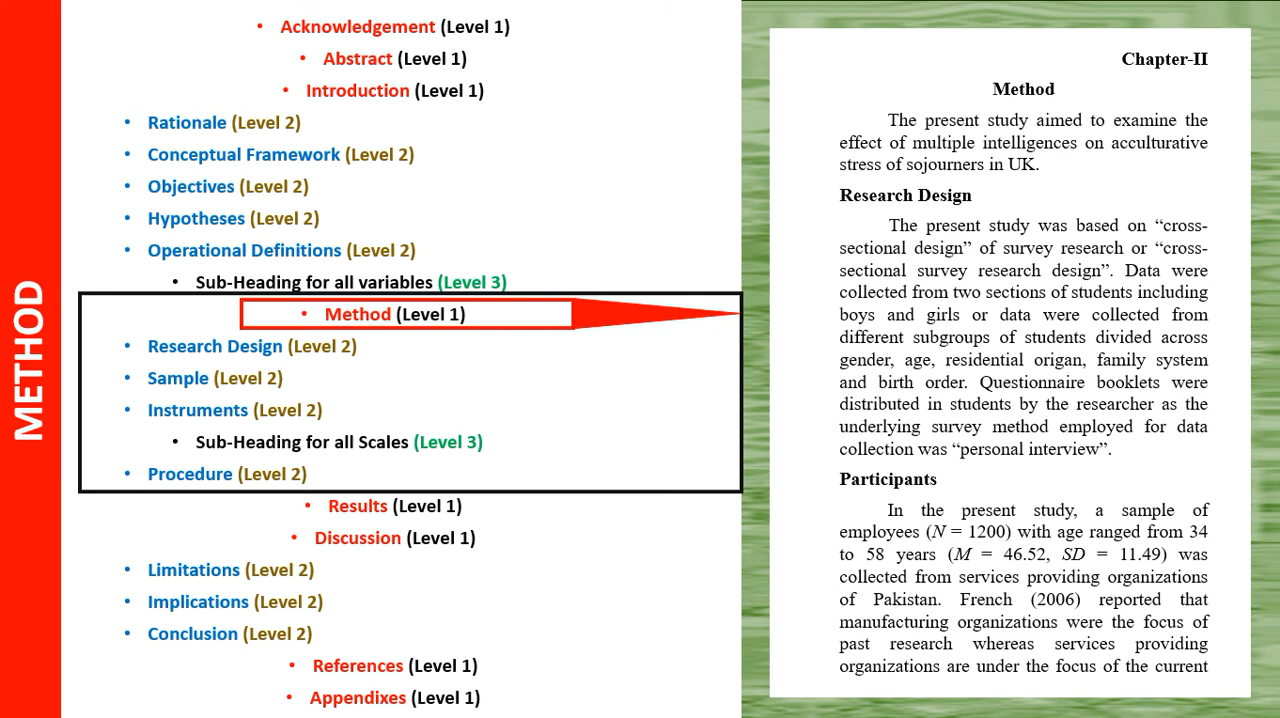 METHOD
• Acknowledgement (Level 1)
• Abstract (Level 1)
• Introduction (Level 1)
• Rationale (Level 2)
• Conceptual Framework (Level 2)
• Objectives (Level 2)
• Hypotheses (Level 2)
• Operational Definitions (Level 2)
• Sub-Heading for all variables (Level 3)
• Method (Level 1)
• Research Design (Level 2)
• Sample (Level 2)
• Instruments (Level 2)
• Sub-Heading for all Scales (Level 3)
• Procedure (Level 2)
• Results (Level 1)
• Discussion (Level 1)
• Limitations (Level 2)
• Implications (Level 2)
• Conclusion (Level 2)
• References (Level 1)
• Appendixes (Level 1)
Chapter-II
Method
The present study aimed to examine the
effect of multiple intelligences on acculturative
stress of sojourners in UK.
Research Design
The present study was based on “cross-
sectional design” of survey research or “cross-
sectional survey research design”. Data were
collected from two sections of students including
boys and girls or data were collected from
different subgroups of students divided across
gender, age, residential origan, family system
and birth order. Questionnaire booklets were
distributed in students by the researcher as the
underlying survey method employed for data
collection was “personal interview”.
Participants
In the present study, a sample of
employees (N = 1200) with age ranged from 34
to 58 years (M = 46.52, SD = 11.49) was
collected from services providing organizations
of Pakistan. French (2006) reported that
manufacturing organizations were the focus of
past research whereas services providing
organizations are under the focus of the current